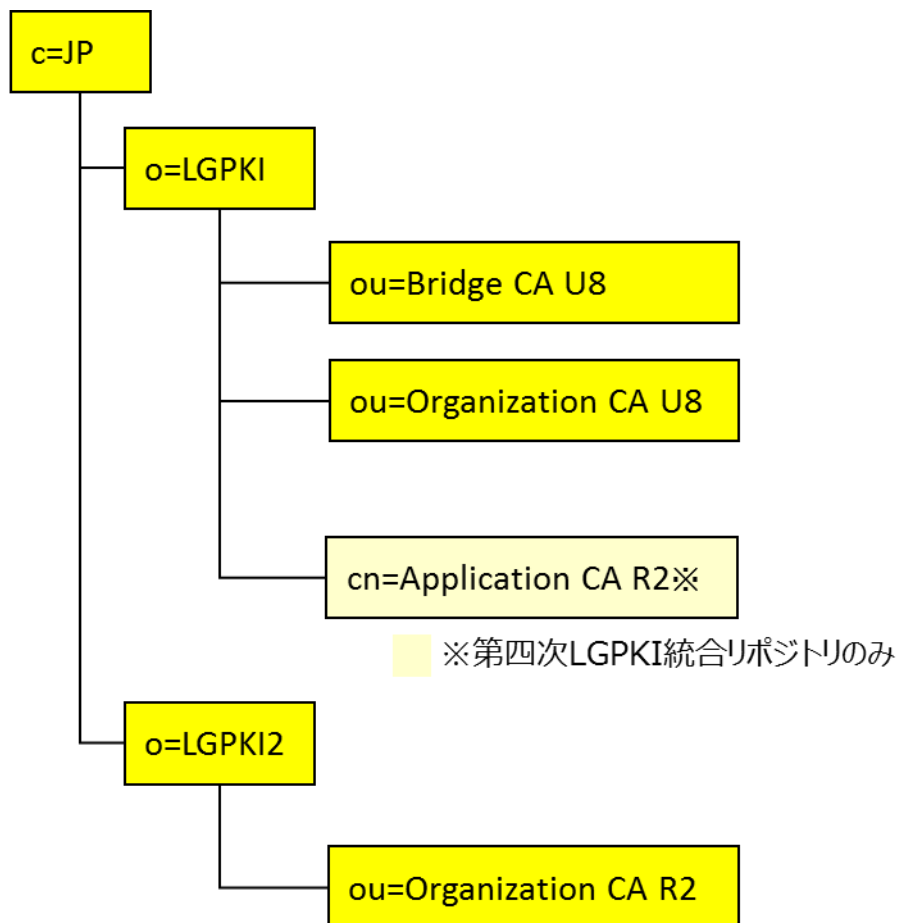 c=JP
o=LGPKI
ou=Bridge CA U8
ou=Organization CA U8
cn=Application CA R2※
※第四次LGPKI統合リポジトリのみ
o=LGPKI2
ou=Organization CA R2